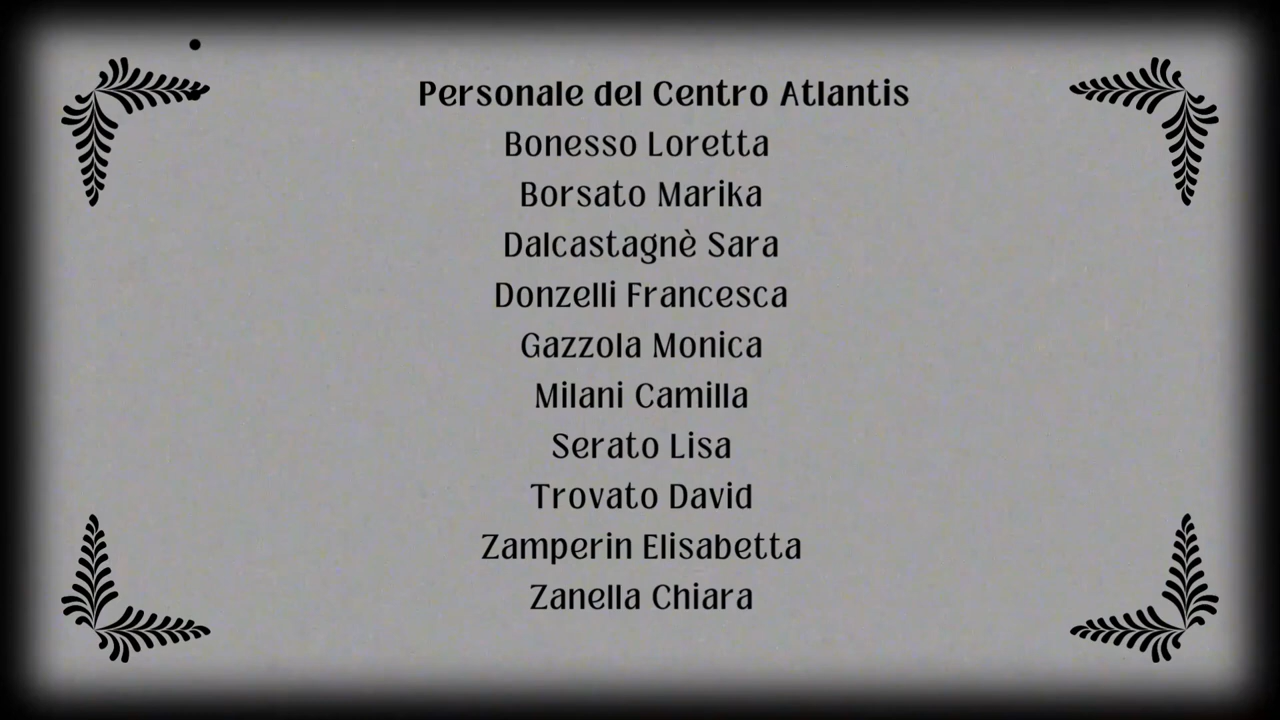 Personale del Centro Atlantis
Bonesso Loretta
Borsato Marika
Dalcastagnè Sara
Donzelli Francesca
Gazzola Monica
Milani Camilla
Serato Lisa
Trovato David
Zamperin Elisabetta
Zanella Chiara